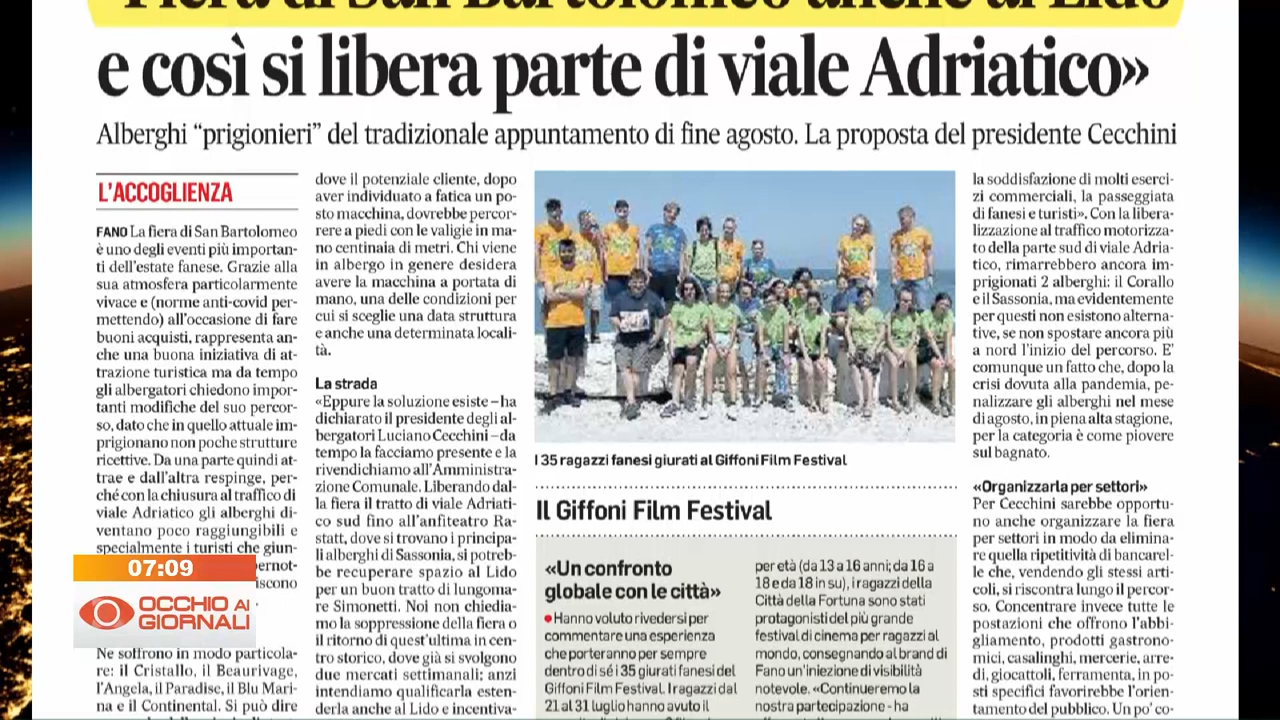 "Fiera di San Bartolomeo anche al Lido
e così si libera parte di viale Adriatico»
Alberghi “prigionieri” del tradizionale appuntamento di fine agosto. La proposta del presidente Cecchini
L'ACCOGLIENZA
FANO La fiera di San Bartolomeo
è uno degli eventi più importan-
ti dell'estate fanese. Grazie alla
sua atmosfera particolarmente
vivace e (norme anti-covid per-
mettendo) all'occasione di fare
buoni acquisti, rappresenta an-
che una buona iniziativa di at-
trazione turistica ma da tempo
gli albergatori chiedono impor-
tanti modifiche del suo percor-
so, dato che in quello attuale im-
prigionano non poche strutture
ricettive. Da una parte quindi at-
trae e dall'altra respinge, per-
ché con la chiusura al traffico di
viale Adriatico gli alberghi di-
ventano poco raggiungibili e
specialmente i turisti che giun-
pernot-
iscono
Ne soffrono in modo particola-
re: il Cristallo, il Beaurivage,
l'Angela, il Paradise, il Blu Mari-
na e il Continental. Si può dire
dove il potenziale cliente, dopo
aver individuato a fatica un po-
sto macchina, dovrebbe percor-
rere a piedi con le valigie in ma-
no centinaia di metri. Chi viene
in albergo in genere desidera
avere la macchina a portata di
mano, una delle condizioni per
cui si sceglie una data struttura
e anche una determinata locali-
tà.
La strada
«Eppure la soluzione esiste – ha
dichiarato il presidente degli al-
bergatori Luciano Cecchini – da
tempo la facciamo presente e la
rivendichiamo all'Amministra-
zione Comunale. Liberando dal-
la fiera il tratto di viale Adriati-
co sud fino all'anfiteatro Ra-
statt, dove si trovano i principa-
li alberghi di Sassonia, si potreb-
be recuperare spazio al Lido
per un buon tratto di lungoma-
re Simonetti. Noi non chiedia-
mo la soppressione della fiera o
il ritorno di quest'ultima in cen-
tro storico, dove già si svolgono
due mercati settimanali; anzi
intendiamo qualificarla esten-
derla anche al Lido e incentiva-
I 35 ragazzi fanesi giurati al Giffoni Film Festival
Il Giffoni Film Festival
«Un confronto
globale con le città»
● Hanno voluto rivedersi per
commentare una esperienza
che porteranno per sempre
dentro di sé i 35 giurati fanesi del
Giffoni Film Festival. I ragazzi dal
21 al 31 luglio hanno avuto il
per età (da 13 a 16 anni; da 16 a
18 e da 18 in su), i ragazzi della
Città della Fortuna sono stati
protagonisti del più grande
festival di cinema per ragazzi al
mondo, consegnando al brand di
Fano un'iniezione di visibilità
notevole. «Continueremo la
nostra partecipazione - ha
la soddisfazione di molti eserci-
zi commerciali, la passeggiata
di fanesi e turisti». Con la libera-
lizzazione al traffico motorizza-
to della parte sud di viale Adria-
tico, rimarrebbero ancora im-
prigionati 2 alberghi: il Corallo
e il Sassonia, ma evidentemente
per questi non esistono alterna-
tive, se non spostare ancora più
a nord l'inizio del percorso. E'
comunque un fatto che, dopo la
crisi dovuta alla pandemia, pe-
nalizzare gli alberghi nel mese
di agosto, in piena alta stagione,
per la categoria è come piovere
sul bagnato.
«Organizzarla per settori»
Per Cecchini sarebbe opportu-
no anche organizzare la fiera
per settori in modo da elimina-
re quella ripetitività di bancarel-
le che, vendendo gli stessi arti-
coli, si riscontra lungo il percor-
so. Concentrare invece tutte le
postazioni che offrono l'abbi-
gliamento, prodotti gastrono-
mici, casalinghi, mercerie, arre-
di, giocattoli, ferramenta, in po-
sti specifici favorirebbe l'orien-
tamento del pubblico. Un po' co-
07:09
OCCHIO AI
GIORNALI